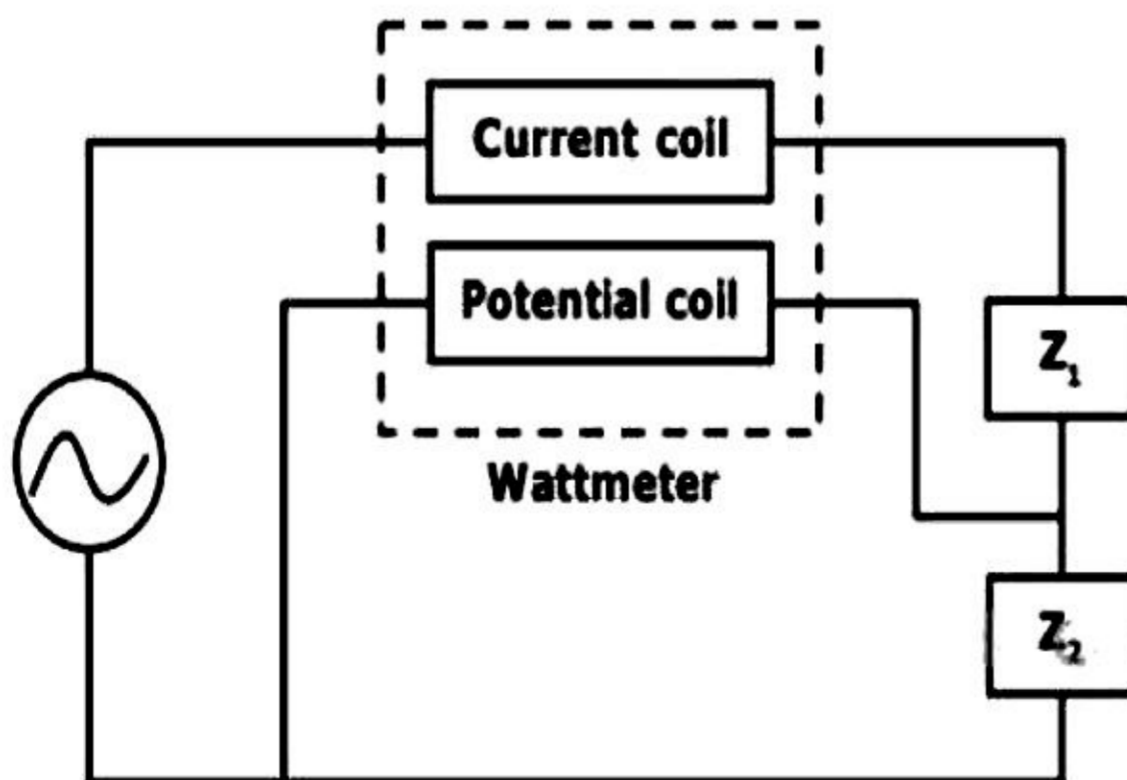 Current coil
Potential coil
Z₁
Wattmeter
Z₂